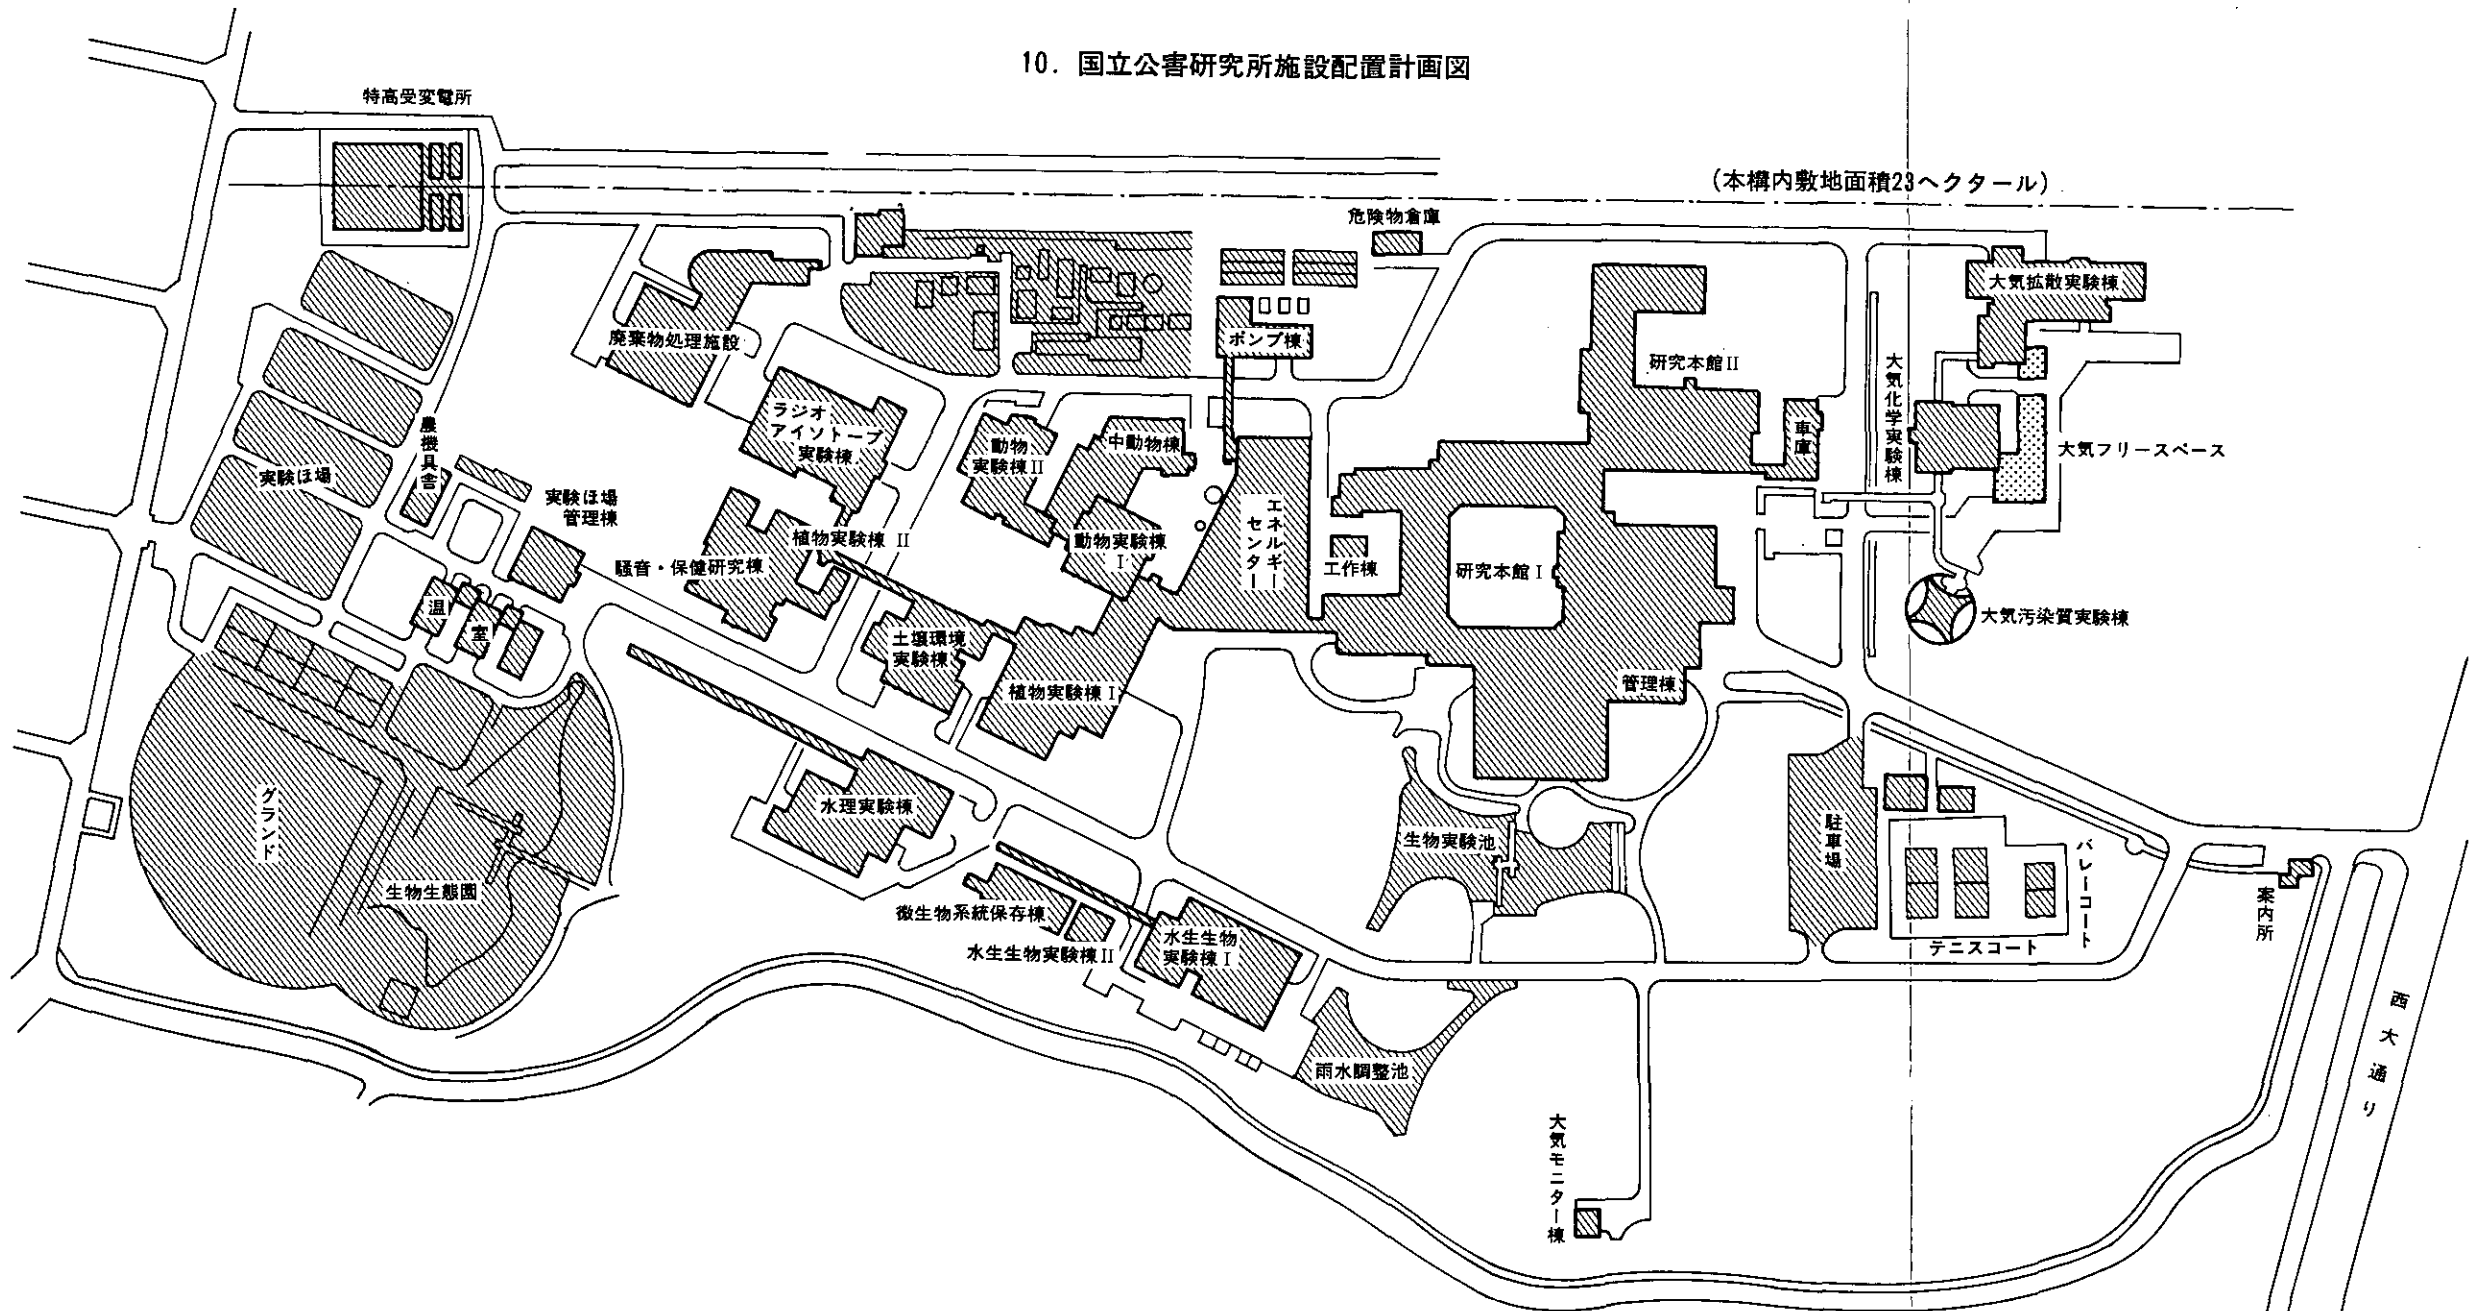 10. 国立公害研究所施設配置計画図
特高受変電所
(本構内敷地面積23ヘクタール)
危険物倉庫
大気拡散実験棟
廃棄物処理施設
ポンプ棟
研究本館II
大気化学実験棟
ラジオ
アイソトープ
実験棟
農機具舎
動物
実験棟II
中動物棟
車庫
大気フリースペース
実験ほ場
実験ほ場
管理棟
エネルギー
センター
植物実験棟 II
動物実験棟
I
騒音・保健研究棟
工作棟
研究本館I
温
室
大気汚染質実験棟
土壌環境
実験棟
植物実験棟I
管理棟
グランド
水理実験棟
生物実験池
駐車場
バレーコート
生物生態園
微生物系統保存棟
水生生物実験棟II
水生生物
実験棟I
テニスコート
案内所
西大通り
雨水調整池
大気モニター棟